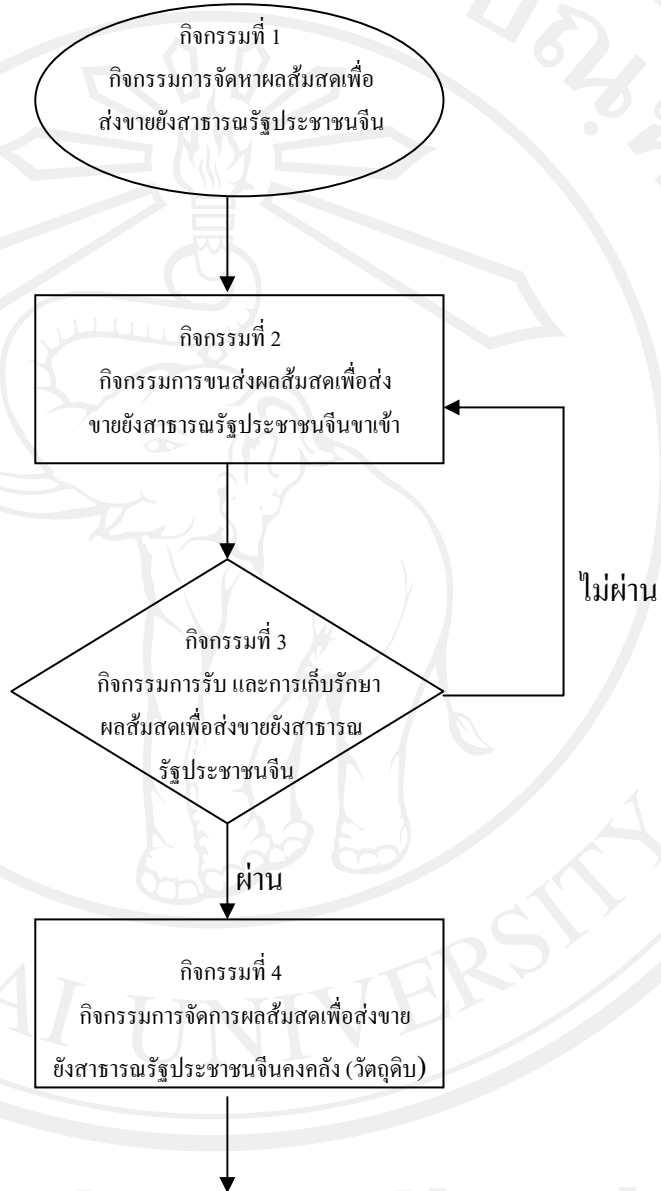 กิจกรรมที่ 1
กิจกรรมการจัดหาผลส้มสดเพื่อ
ส่งขายยังสาธารณรัฐประชาชนจีน
กิจกรรมที่ 2
กิจกรรมการขนส่งผลส้มสดเพื่อส่ง
ขายยังสาธารณรัฐประชาชนจีนขาเข้า
ไม่ผ่าน
กิจกรรมที่ 3
กิจกรรมการรับ และการเก็บรักษา
ผลส้มสดเพื่อส่งขายยังสาธารณ
รัฐประชาชนจีน
ผ่าน
กิจกรรมที่ 4
กิจกรรมการจัดการผลส้มสดเพื่อส่งขาย
ยังสาธารณรัฐประชาชนจีนคงคลัง (วัตถุดิบ)
AI UNIVERSITY